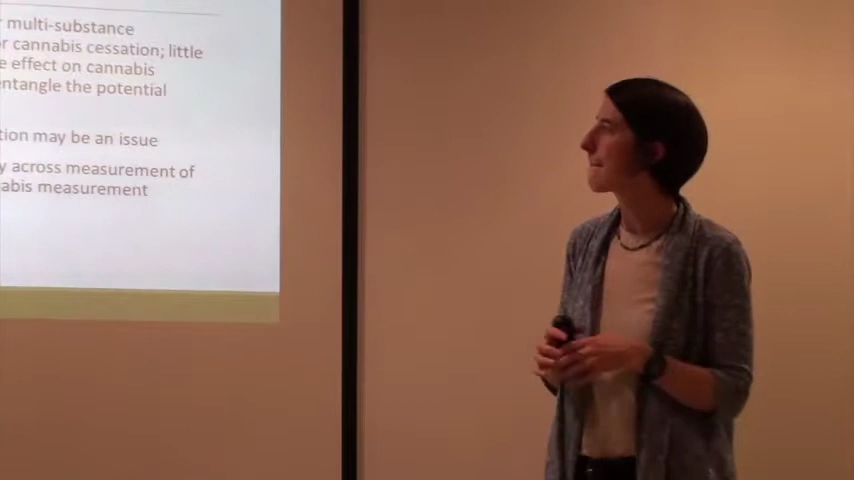 multi-substance
or cannabis cessation; little
effect on cannabis
entangle the potential
tion may be an issue
y across measurement of
abis measurement